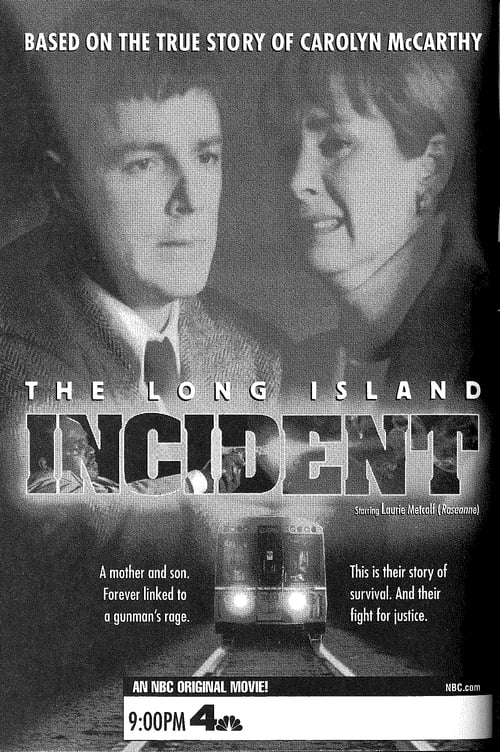 BASED ON THE TRUE STORY OF CAROLYN McCARTHY
THE LONG ISLAND
INCIDENT
Starring Laurie Metcalf (Roseanne)
A mother and son.
Forever linked to
a gunman's rage.
This is their story of
survival. And their
fight for justice.
AN NBC ORIGINAL MOVIE!
NBC.com
9:00PM 4